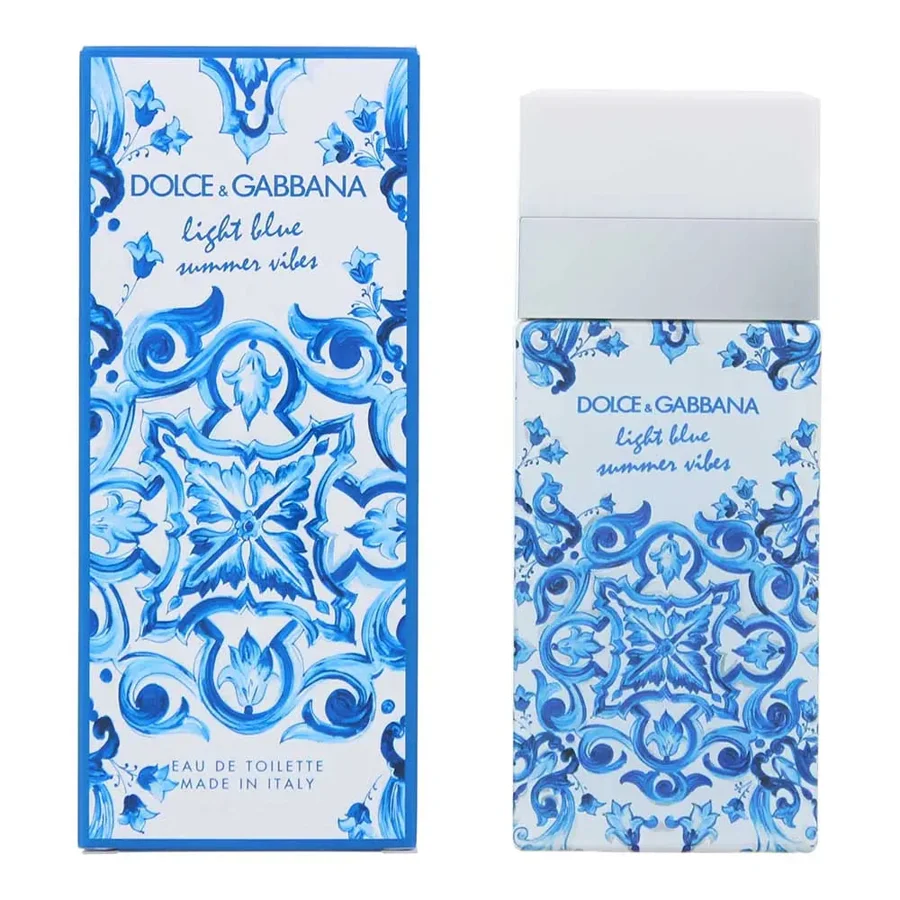 DOLCE & GABBANA
light blue
summer vibes
EAU DE TOILETTE
MADE IN ITALY
DOLCE & GABBANA
light blue
summer vibes